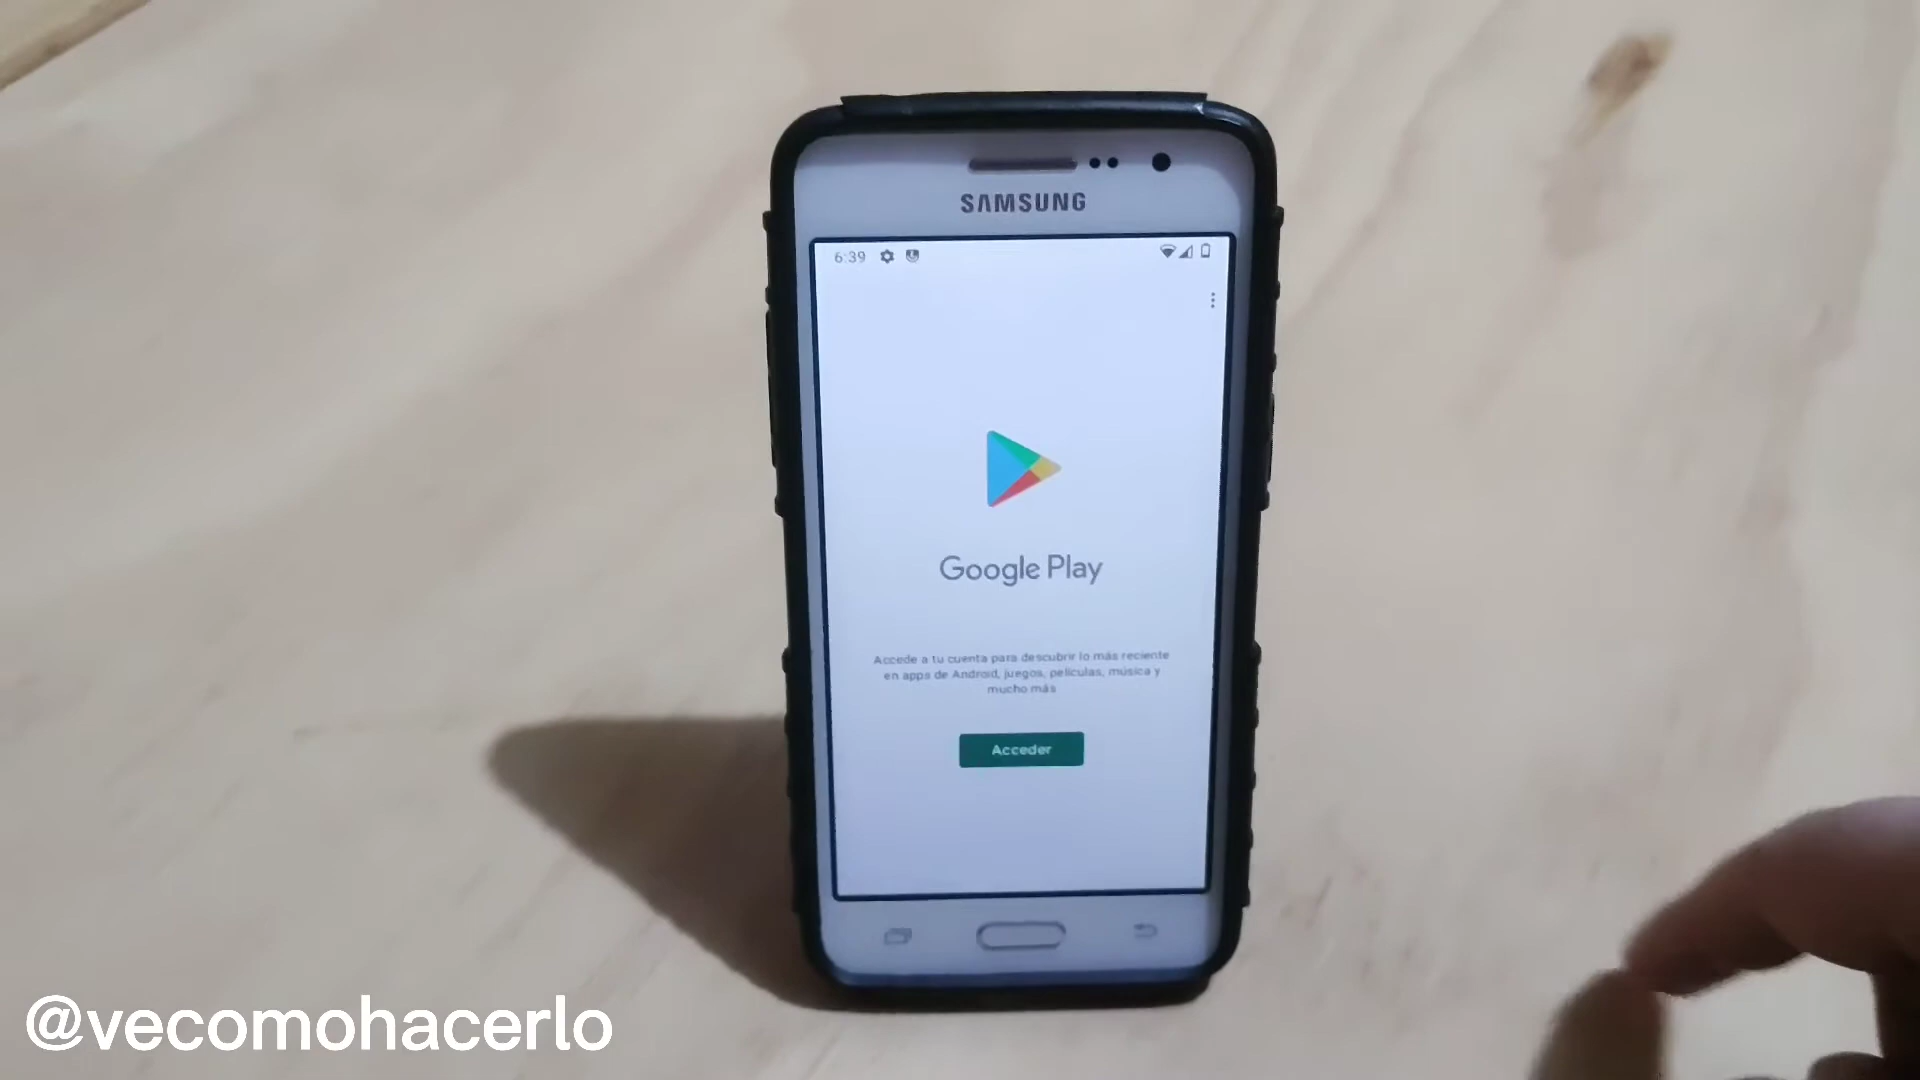 SAMSUNG
6:39
Google Play
Accede a tu cuenta para descubrir lo más reciente
en apps de Android, juegos, películas, música y
mucho más
Acceder
@vecomohacerlo